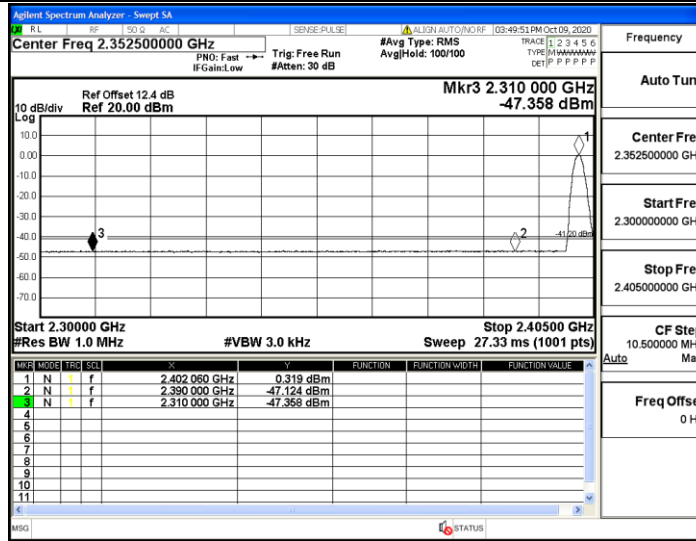 Agilent Spectrum Analyzer - Swept SA
RL RF 50 Ω AC SENSE:PULSE ALIGN AUTO/NO RF 03:49:51 PM Oct 09, 2020
Center Freq 2.352500000 GHz
PNO: Fast
IFGain:Low
Trig: Free Run
#Atten: 30 dB
#Avg Type: RMS
Avg|Hold: 100/100
TRACE 1 2 3 4 5 6
TYPE MWWWWW
DET P P P P P P
Ref Offset 12.4 dB
10 dB/div Ref 20.00 dBm
Log
Mkr3 2.310 000 GHz
-47.358 dBm
10.0
0.00
-10.0
-20.0
-30.0
-40.0
-50.0
-60.0
-70.0
1
2
3
-41.20 dBm
Start 2.30000 GHz Stop 2.40500 GHz
#Res BW 1.0 MHz #VBW 3.0 kHz Sweep 27.33 ms (1001 pts)
MKR MODE TRC SCL X Y FUNCTION FUNCTION WIDTH FUNCTION VALUE
1 N 1 f 2.402 060 GHz 0.319 dBm
2 N 1 f 2.390 000 GHz -47.124 dBm
3 N 1 f 2.310 000 GHz -47.358 dBm
4
5
6
7
8
9
10
11
MSG STATUS
Frequency
Auto Tun
Center Fre
2.352500000 GH
Start Fre
2.300000000 GH
Stop Fre
2.405000000 GH
CF Ste
10.500000 MH
Auto Ma
Freq Offse
0 H